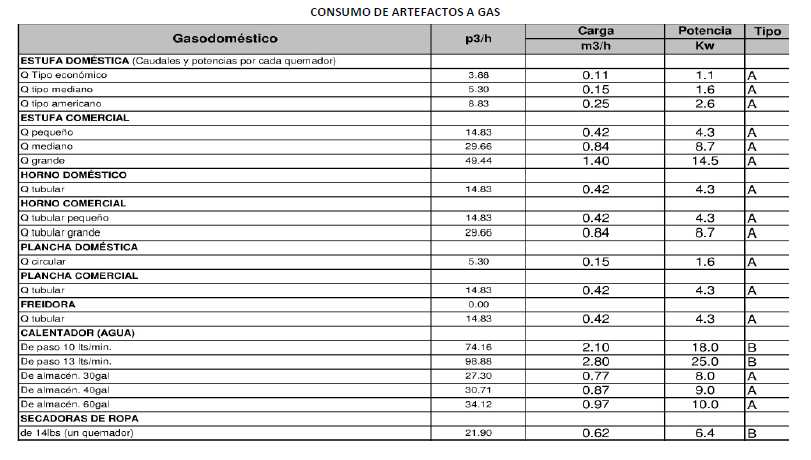 CONSUMO DE ARTEFACTOS A GAS
Gasodoméstico p3/h Carga Potencia Tipo
m3/h Kw
ESTUFA DOMÉSTICA (Caudales y potencias por cada quemador)
Q Tipo económico 3.88 0.11 1.1 A
Q tipo mediano 5.30 0.15 1.6 A
Q tipo americano 8.83 0.25 2.6 A
ESTUFA COMERCIAL
Q pequeño 14.83 0.42 4.3 A
Q mediano 29.66 0.84 8.7 A
Q grande 49.44 1.40 14.5 A
HORNO DOMÉSTICO
Q tubular 14.83 0.42 4.3 A
HORNO COMERCIAL
Q tubular pequeño 14.83 0.42 4.3 A
Q tubular grande 29.66 0.84 8.7 A
PLANCHA DOMÉSTICA
Q circular 5.30 0.15 1.6 A
PLANCHA COMERCIAL
Q tubular 14.83 0.42 4.3 A
FREIDORA 0.00
Q tubular 14.83 0.42 4.3 A
CALENTADOR (AGUA)
De paso 10 lts/min. 74.16 2.10 18.0 B
De paso 13 lts/min. 98.88 2.80 25.0 B
De almacén. 30gal 27.30 0.77 8.0 A
De almacén. 40gal 30.71 0.87 9.0 A
De almacén. 60gal 34.12 0.97 10.0 A
SECADORAS DE ROPA
de 14lbs (un quemador) 21.90 0.62 6.4 B